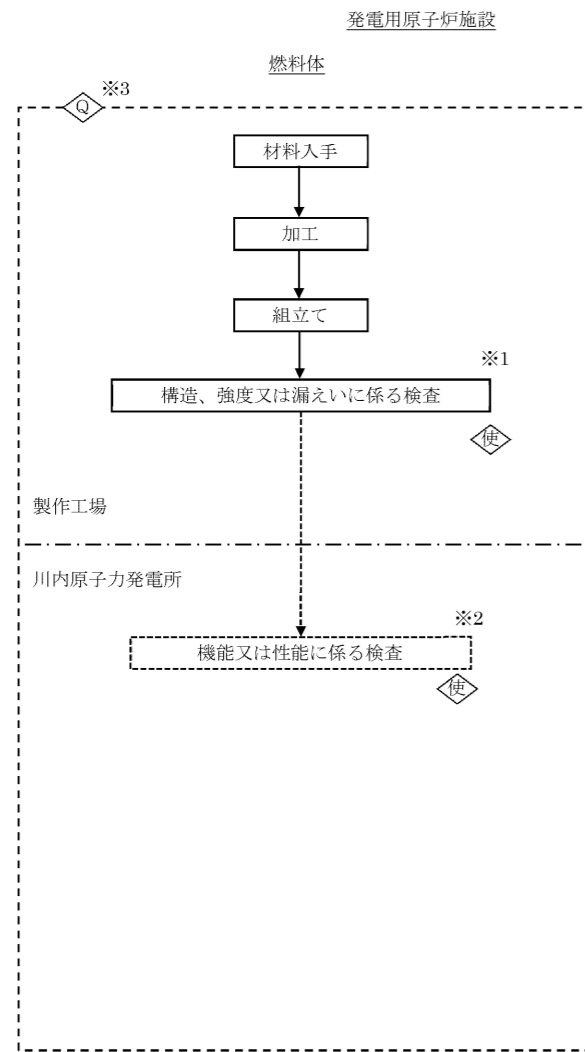 発電用原子炉施設
燃料体
※3
Q
材料入手
加工
組立て
※1
構造、強度又は漏えいに係る検査
使
製作工場
川内原子力発電所
※2
機能又は性能に係る検査
使